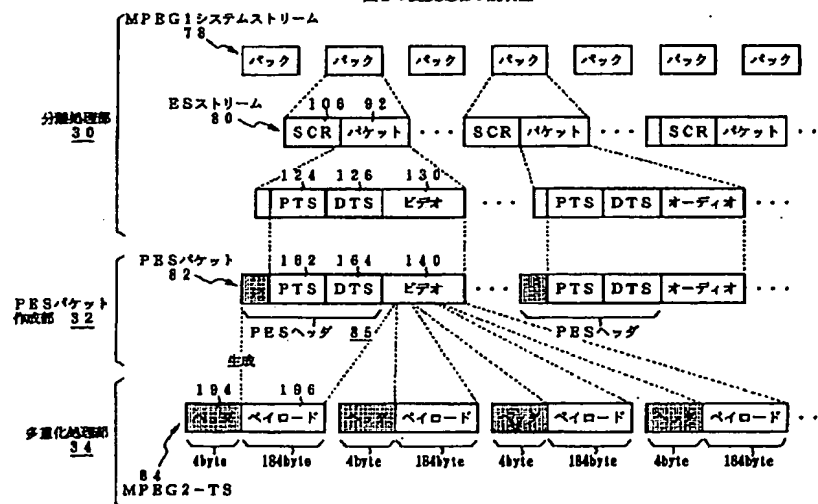 MPEG1システムストリーム
78
パック パック パック パック パック パック パック
ESストリーム
80
106 92
SCR パケット ・・・ SCR パケット ・・・ SCR パケット ・・
分離処理部
30
124 126 130
PTS DTS ビデオ ・・・ PTS DTS オーディオ ・・・
PESパケット
82
162 164 140
PTS DTS ビデオ ・・・ PTS DTS オーディオ ・・・
PESパケット
作成部 32
PESヘッダ 85 PESヘッダ
生成
194 196
ペイロード ペイロード ペイロード ペイロード ・・
多重化処理部
34
4byte 184byte 4byte 184byte 4byte 184byte 4byte 184byte
84
MPEG2-TS